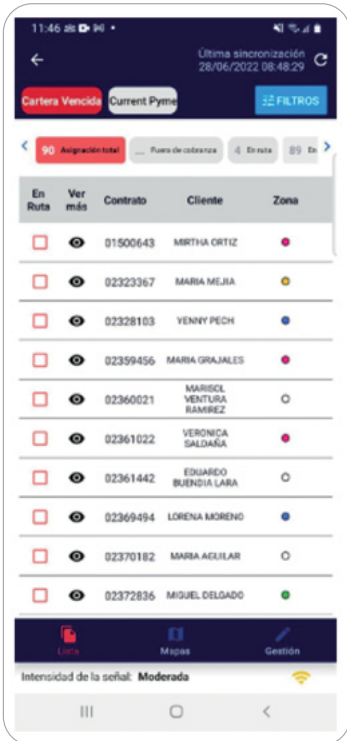 11:46
Última sincronización
28/06/2022 08:48:29
Cartera Vencida Current Pyme FILTROS
90 Asignación total ... Fuera de cobranza 4 En ruta 89 En
En Ruta Ver más Contrato Cliente Zona
01500643 MIRTHA ORTIZ
02323367 MARIA MEJIA
02328103 YENNY PECH
02359456 MARIA GRAJALES
02360021 MARISOL VENTURA RAMIREZ
02361022 VERONICA SALDAÑA
02361442 EDUARDO BUENDIA LARA
02369494 LORENA MORENO
02370182 MARIA AGUILAR
02372836 MIGUEL DELGADO
Lista Mapas Gestión
Intensidad de la señal: Moderada